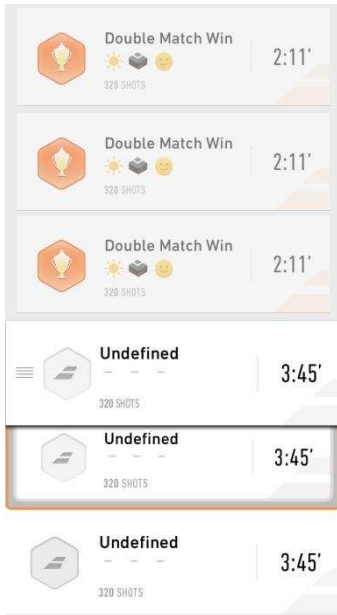 Double Match Win
2:11'
320 SHOTS
Double Match Win
2:11'
320 SHOTS
Double Match Win
2:11'
320 SHOTS
Undefined
- - -
3:45'
320 SHOTS
Undefined
- - -
3:45'
320 SHOTS
Undefined
- - -
3:45'
320 SHOTS